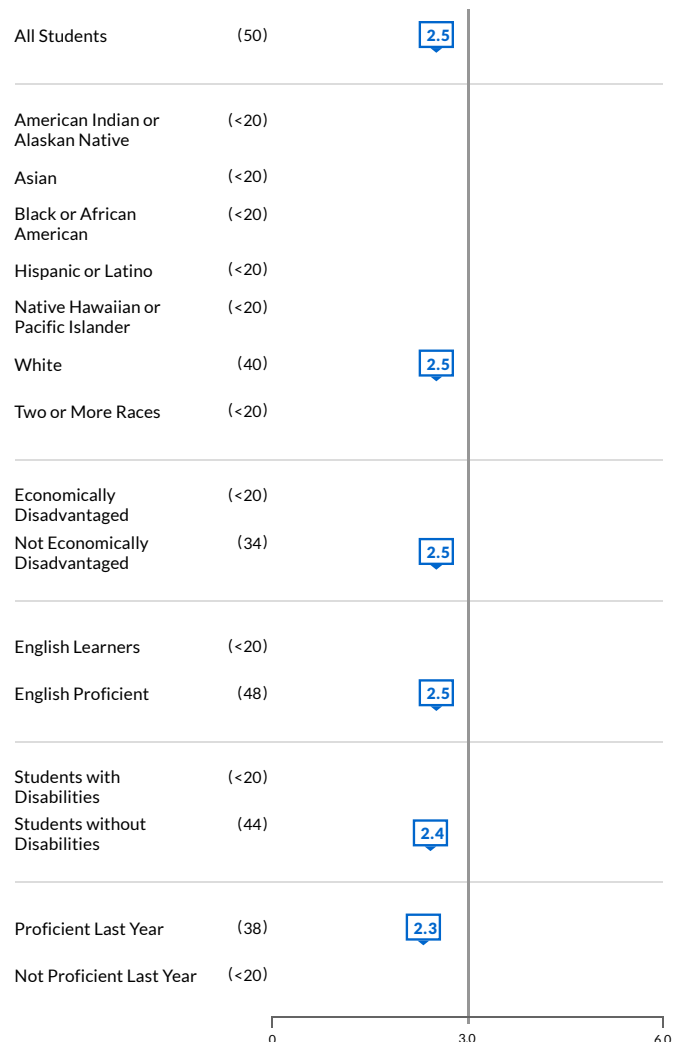 All Students (50) 2.5
American Indian or (<20)
Alaskan Native
Asian (<20)
Black or African (<20)
American
Hispanic or Latino (<20)
Native Hawaiian or (<20)
Pacific Islander
White (40) 2.5
Two or More Races (<20)
Economically (<20)
Disadvantaged
Not Economically (34) 2.5
Disadvantaged
English Learners (<20)
English Proficient (48) 2.5
Students with (<20)
Disabilities
Students without (44) 2.4
Disabilities
Proficient Last Year (38) 2.3
Not Proficient Last Year (<20)
0 3.0 6.0